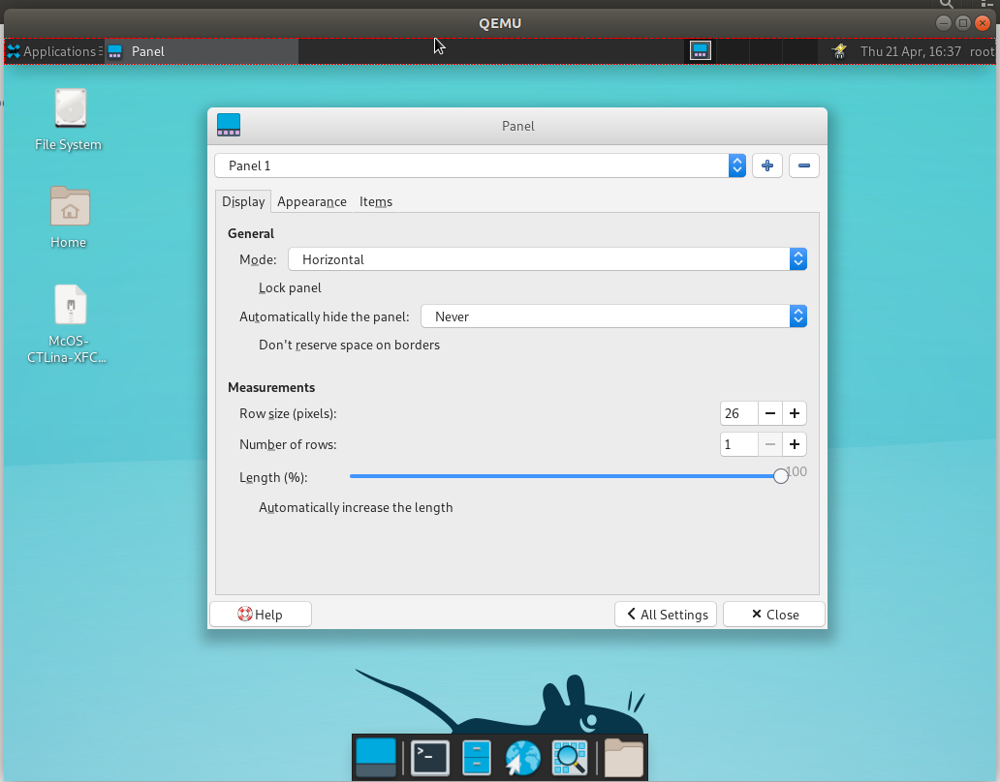 QEMU
Applications
Panel
Thu 21 Apr, 16:37
root
File System
Home
McOS-
CTLina-XFC...
Panel
Panel 1
Display
Appearance
Items
General
Mode:
Horizontal
Lock panel
Automatically hide the panel:
Never
Don't reserve space on borders
Measurements
Row size (pixels):
26
Number of rows:
1
Length (%):
100
Automatically increase the length
Help
All Settings
Close